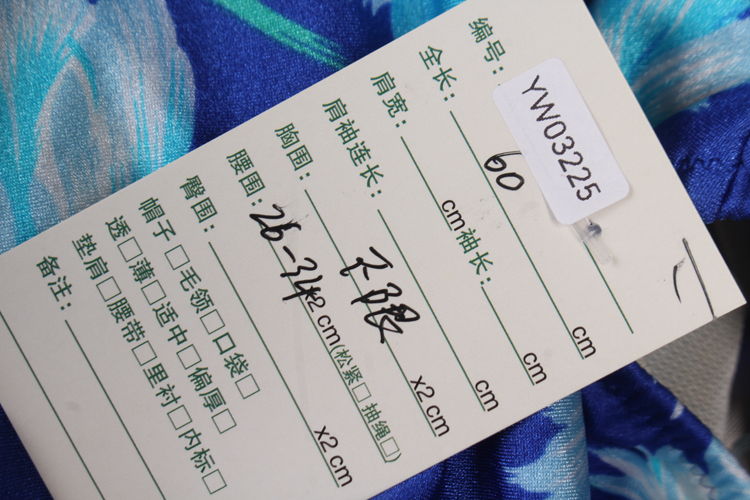 编号: YW03225
全长: 60 cm
肩宽: cm 袖长: cm
肩袖连长: cm
胸围: 不限 x2 cm
腰围: 26-34 x2 cm (松紧□ 抽绳□)
臀围: x2 cm
帽子□ 毛领□ 口袋□
透□ 薄□ 适中□ 偏厚□
垫肩□ 腰带□ 里衬□ 内标□
备注: